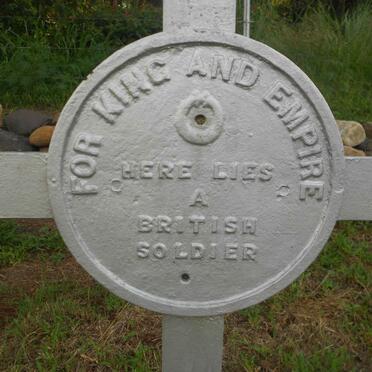 FOR KING AND EMPIRE
HERE LIES
A
BRITISH
SOLDIER